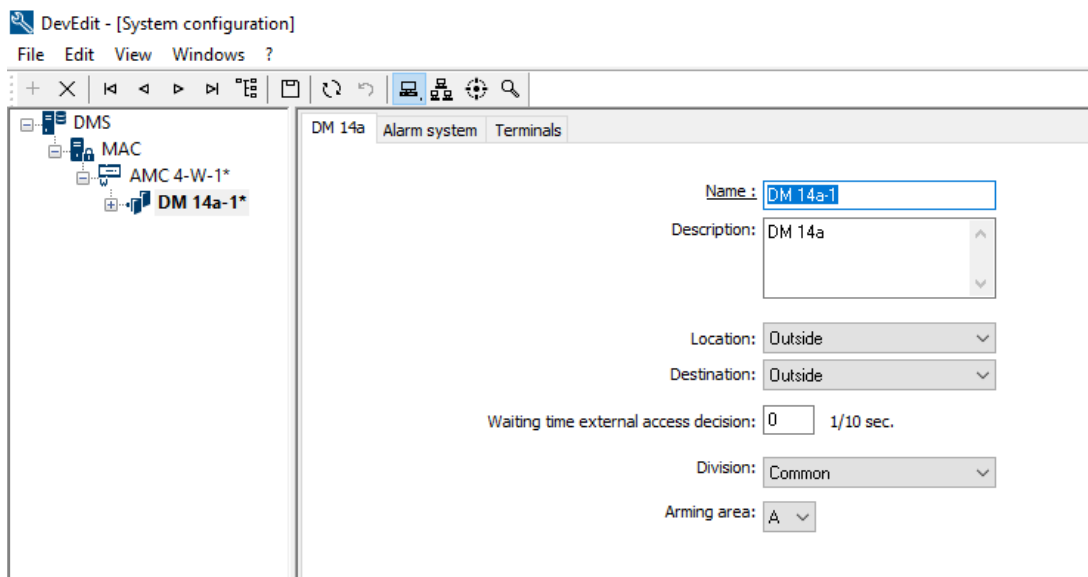 DevEdit - [System configuration]
File Edit View Windows ?
DMS
MAC
AMC 4-W-1*
DM 14a-1*
DM 14a Alarm system Terminals
Name : DM 14a-1
Description: DM 14a
Location: Outside
Destination: Outside
Waiting time external access decision: 0 1/10 sec.
Division: Common
Arming area: A